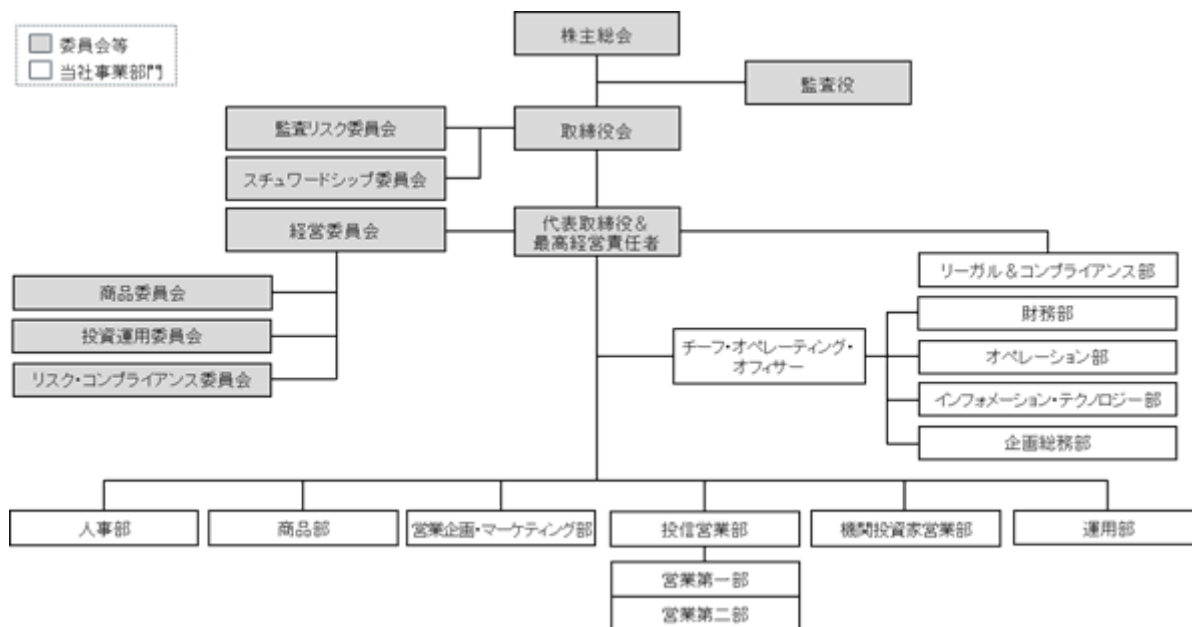 委員会等
当社事業部門
株主総会
監査役
監査リスク委員会
取締役会
スチュワードシップ委員会
経営委員会
代表取締役&
最高経営責任者
リーガル&コンプライアンス部
商品委員会
財務部
投資運用委員会
チーフ・オペレーティング・
オフィサー
オペレーション部
リスク・コンプライアンス委員会
インフォメーション・テクノロジー部
企画総務部
人事部
商品部
営業企画・マーケティング部
投信営業部
機関投資家営業部
運用部
営業第一部
営業第二部